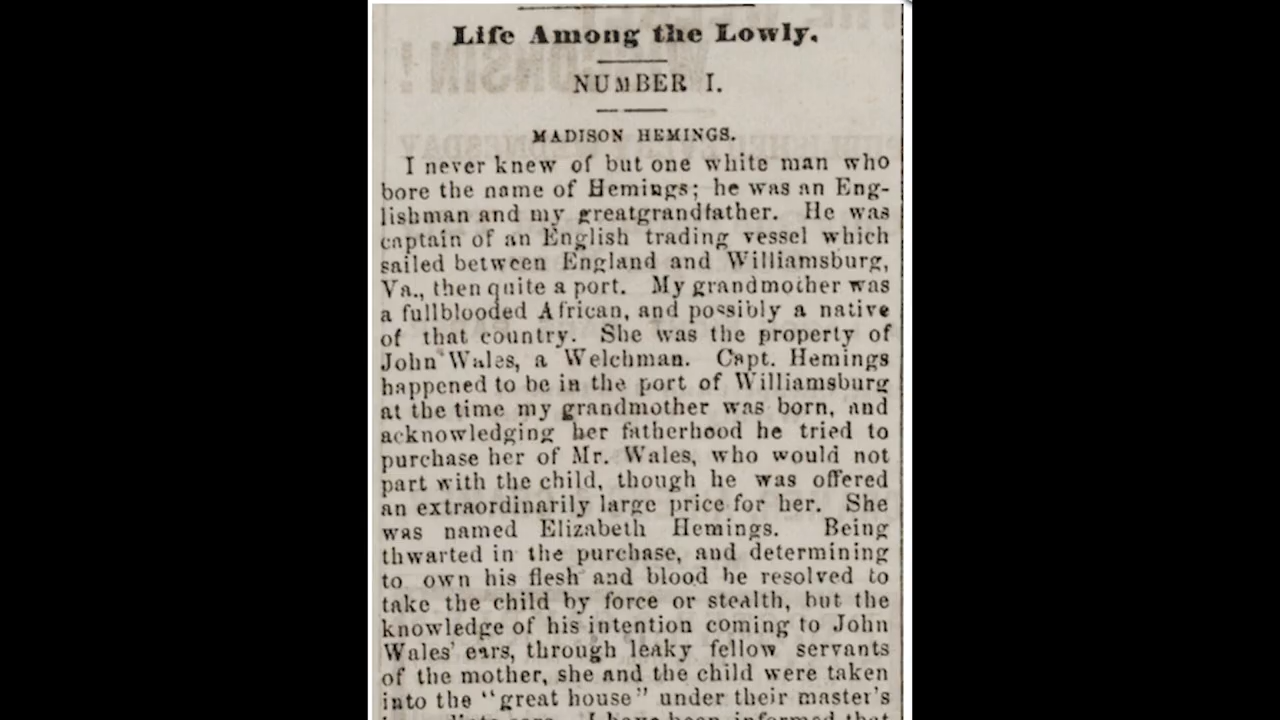 Life Among the Lowly.
NUMBER I.
MADISON HEMINGS.
I never knew of but one white man who
bore the name of Hemings; he was an Eng-
lishman and my greatgrandfather. He was
captain of an English trading vessel which
sailed between England and Williamsburg,
Va., then quite a port. My grandmother was
a fullblooded African, and possibly a native
of that country. She was the property of
John Wales, a Welchman. Capt. Hemings
happened to be in the port of Williamsburg
at the time my grandmother was born, and
acknowledging her fatherhood he tried to
purchase her of Mr. Wales, who would not
part with the child, though he was offered
an extraordinarily large price for her. She
was named Elizabeth Hemings. Being
thwarted in the purchase, and determining
to own his flesh and blood he resolved to
take the child by force or stealth, but the
knowledge of his intention coming to John
Wales' ears, through leaky fellow servants
of the mother, she and the child were taken
into the "great house" under their master's
I have been informed that